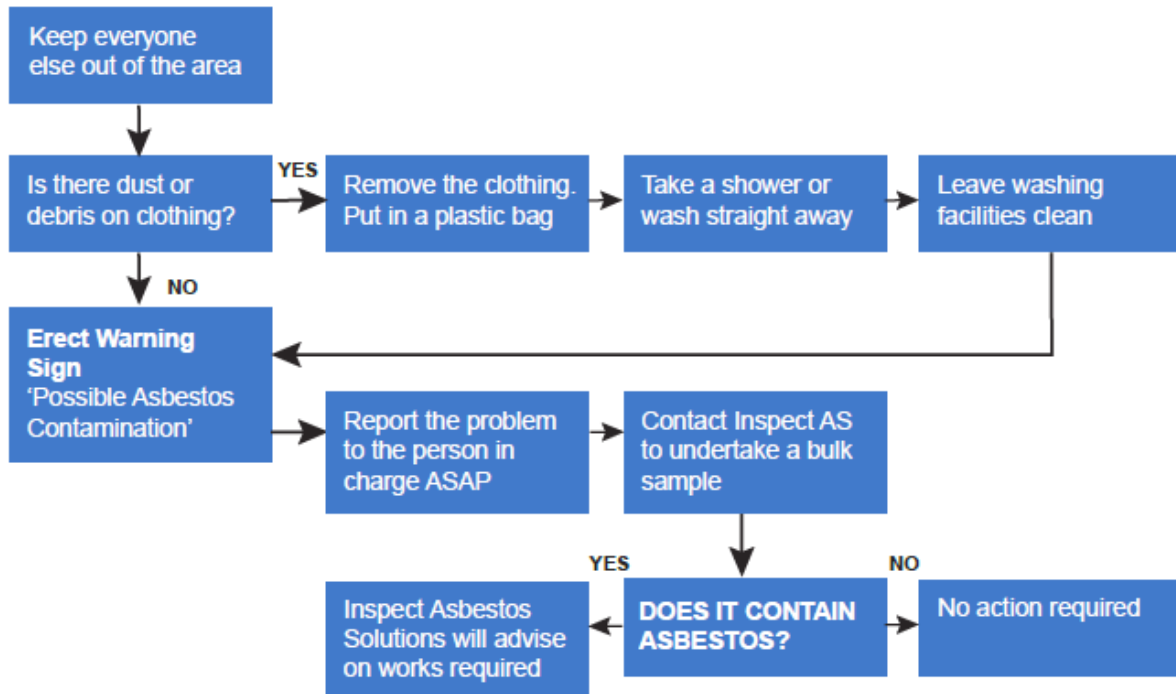 Keep everyone
else out of the area
Is there dust or
debris on clothing?
YES
Remove the clothing.
Put in a plastic bag
Take a shower or
wash straight away
Leave washing
facilities clean
NO
Erect Warning
Sign
‘Possible Asbestos
Contamination’
Report the problem
to the person in
charge ASAP
Contact Inspect AS
to undertake a bulk
sample
DOES IT CONTAIN
ASBESTOS?
YES
Inspect Asbestos
Solutions will advise
on works required
NO
No action required